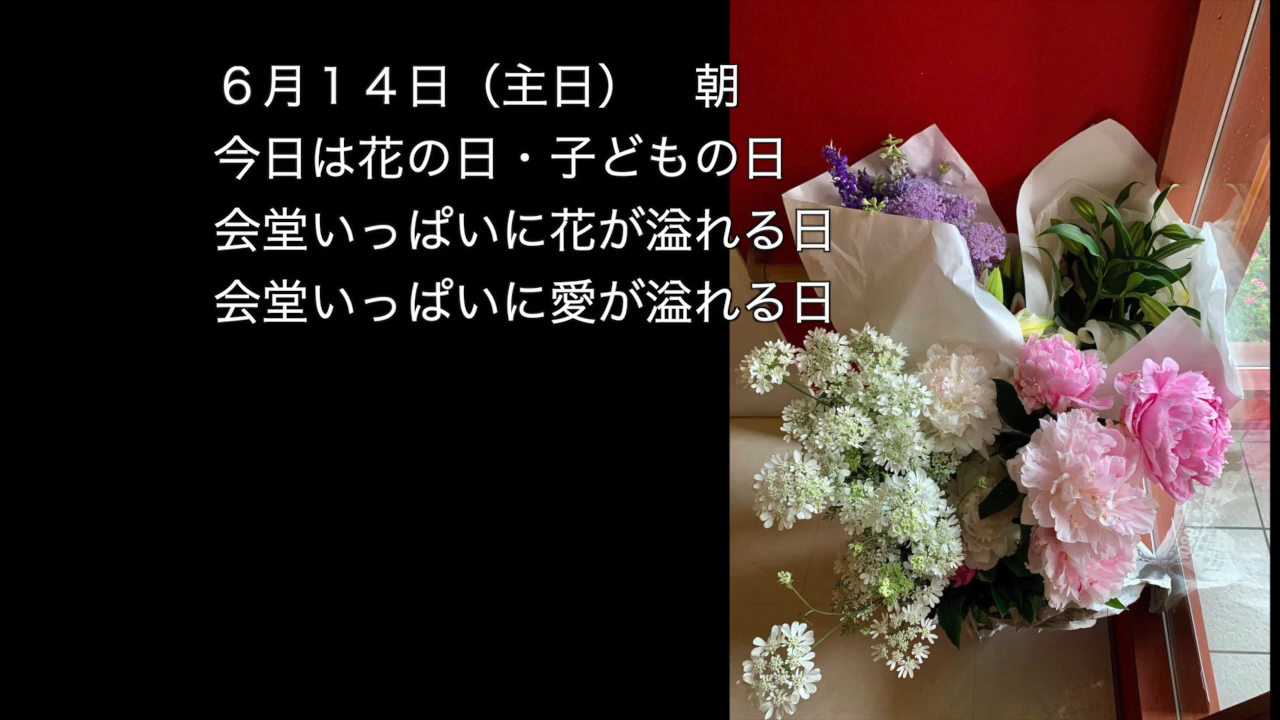 ６月１４日（主日）　朝
今日は花の日・子どもの日
会堂いっぱいに花が溢れる日
会堂いっぱいに愛が溢れる日